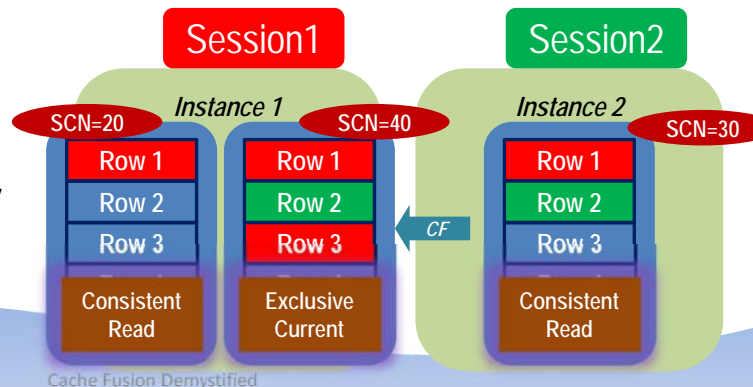 Session1
Session2
Instance 1
Instance 2
SCN=20
SCN=40
SCN=30
Row 1
Row 2
Row 3
Consistent
Read
Row 1
Row 2
Row 3
Exclusive
Current
CF
Row 1
Row 2
Row 3
Consistent
Read
Cache Fusion Demystified